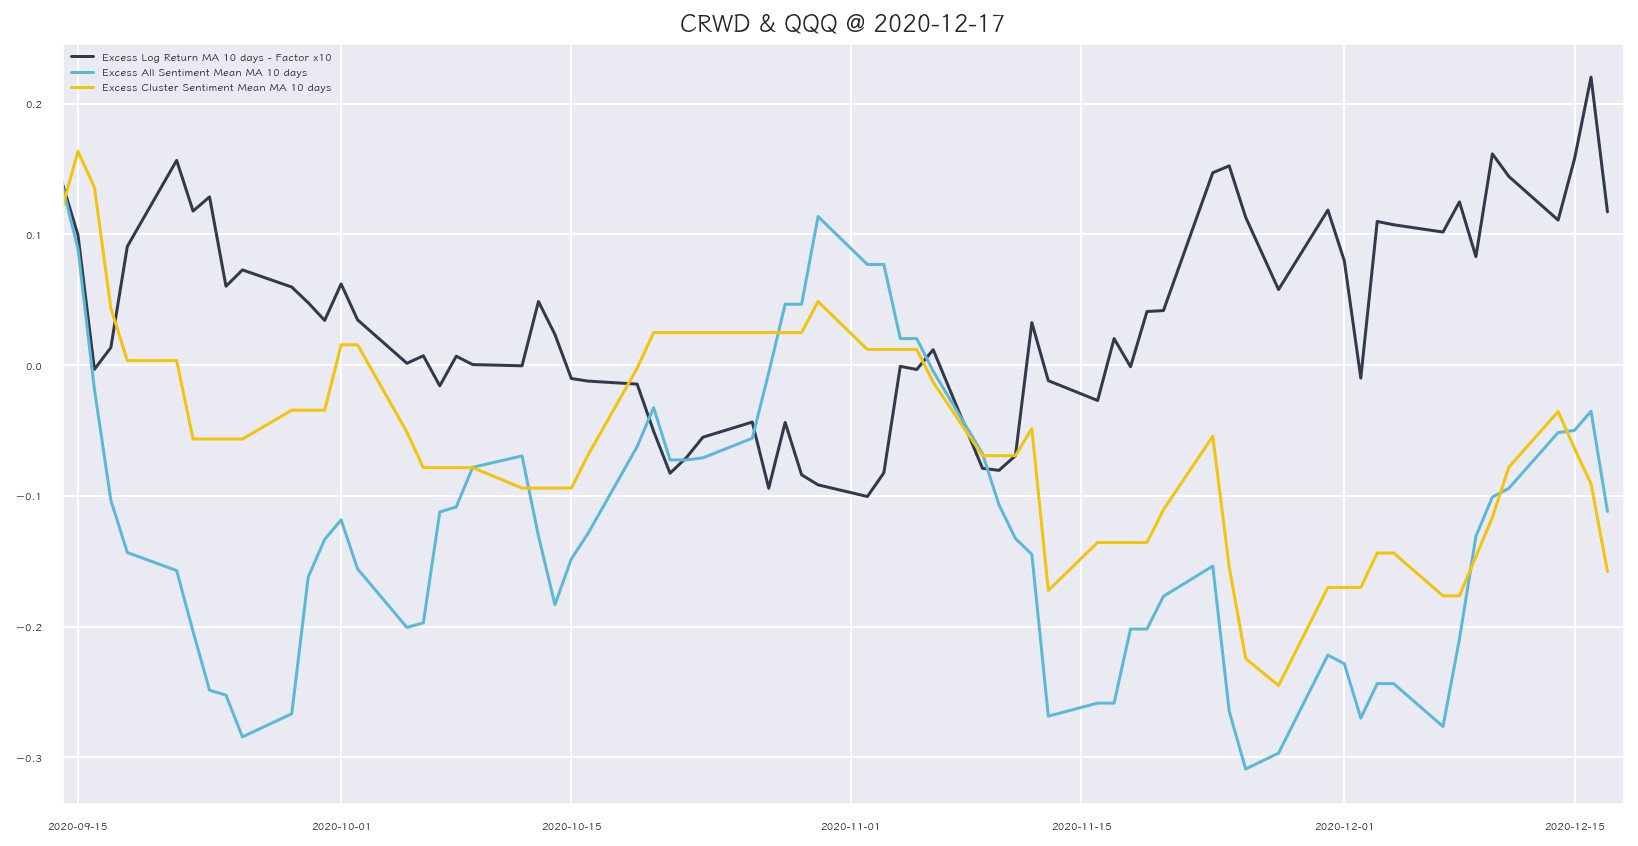 CRWD & QQQ @ 2020-12-17
Excess Log Return MA 10 days - Factor x10
Excess All Sentiment Mean MA 10 days
Excess Cluster Sentiment Mean MA 10 days
0.2
0.1
0.0
−0.1
−0.2
−0.3
2020-09-15 2020-10-01 2020-10-15 2020-11-01 2020-11-15 2020-12-01 2020-12-15